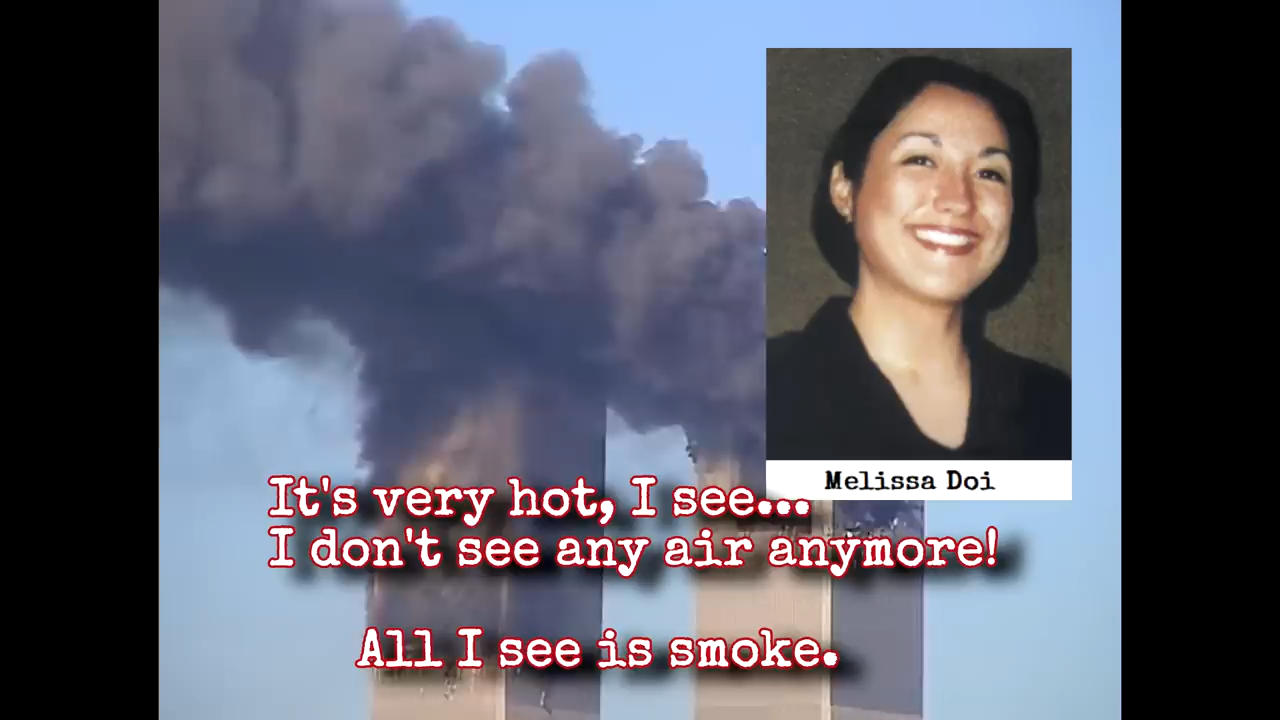 Melissa Doi
It's very hot, I see...
I don't see any air anymore!
All I see is smoke.